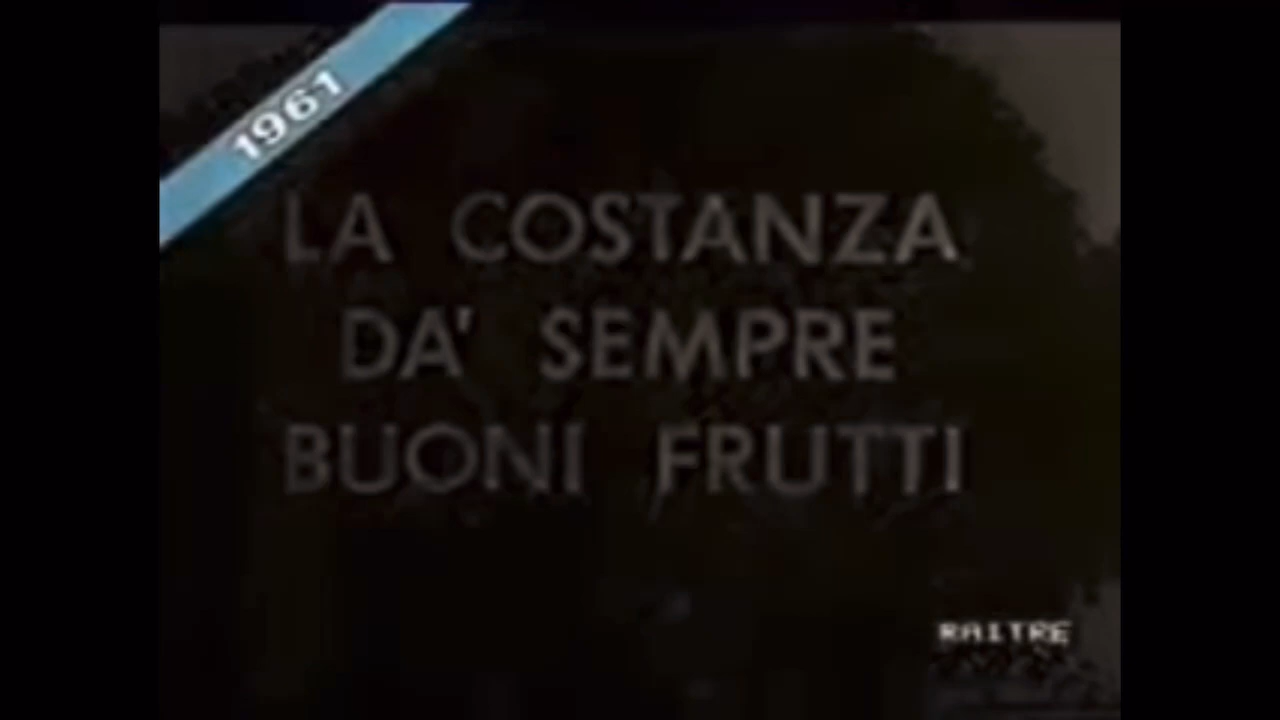 1961
LA COSTANZA
DA' SEMPRE
BUONI FRUTTI
RAITRE